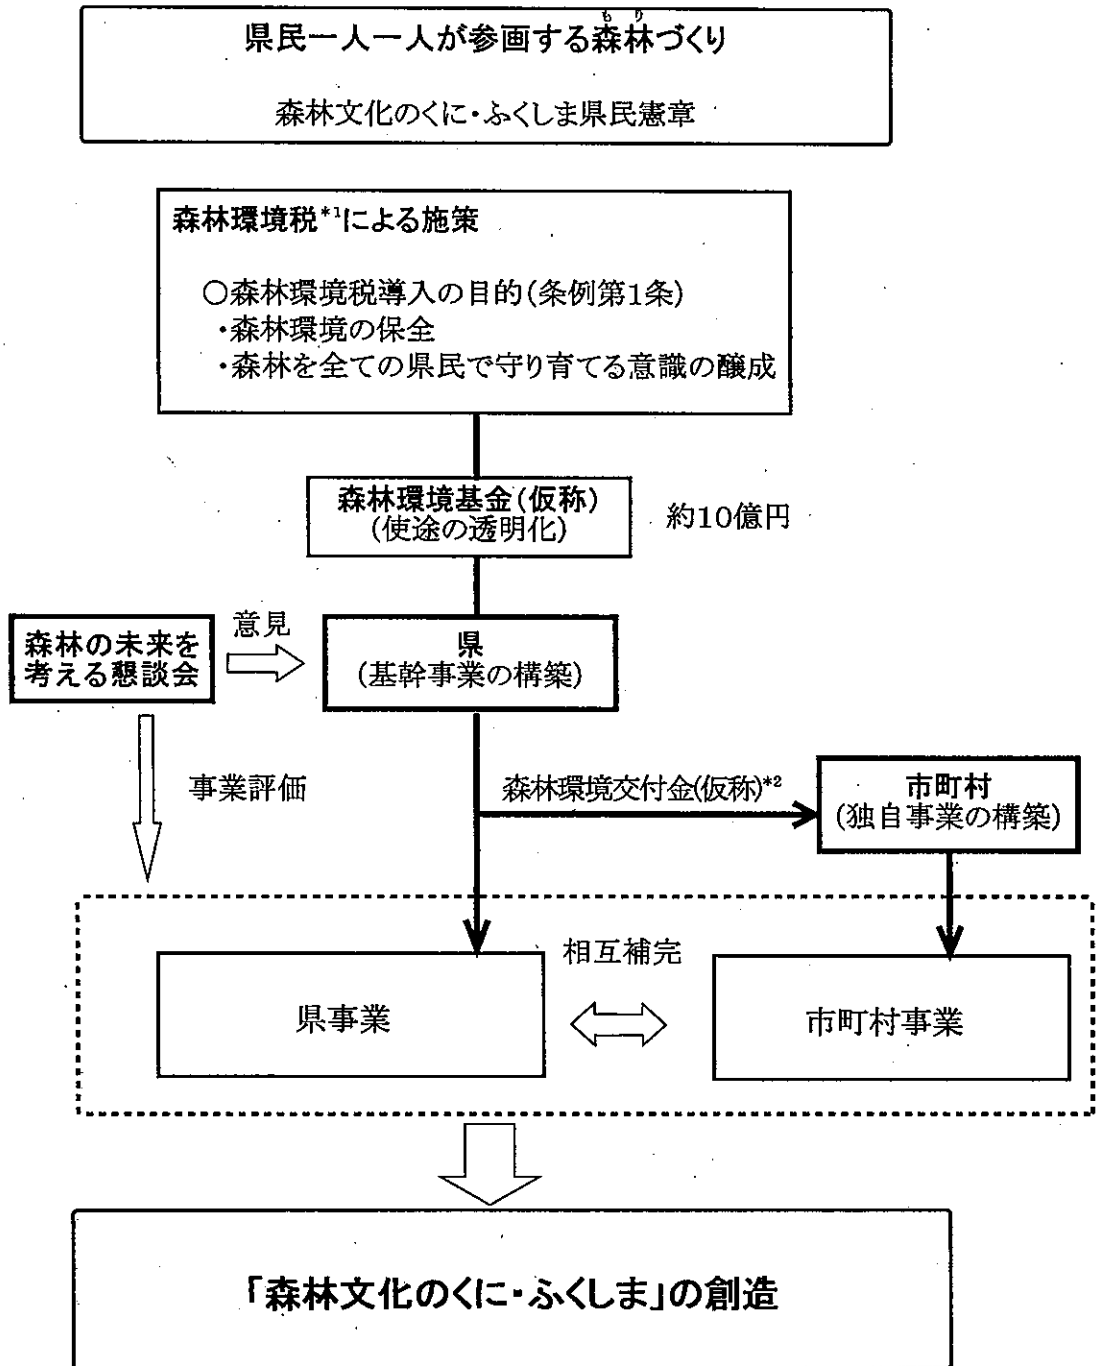 県民一人一人が参画する森林づくり
もり
森林文化のくに・ふくしま県民憲章
森林環境税*1による施策
○森林環境税導入の目的(条例第1条)
・森林環境の保全
・森林を全ての県民で守り育てる意識の醸成
森林環境基金(仮称)
(使途の透明化)
約10億円
森林の未来を
考える懇談会
意見
県
(基幹事業の構築)
事業評価
森林環境交付金(仮称)*2
市町村
(独自事業の構築)
相互補完
県事業
市町村事業
「森林文化のくに・ふくしま」の創造